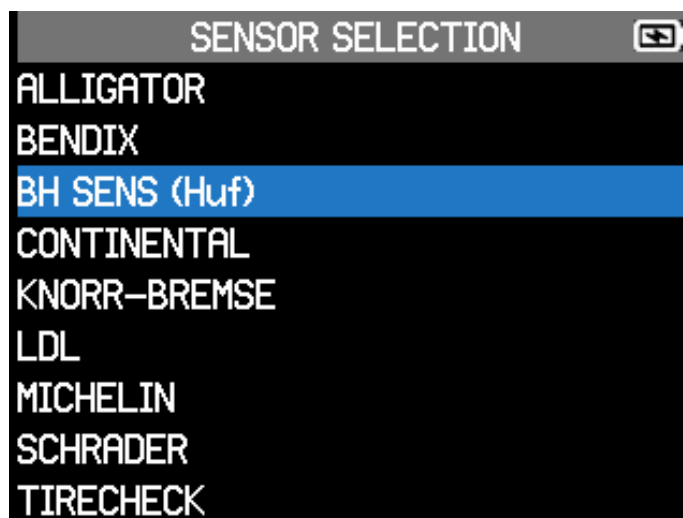 SENSOR SELECTION
ALLIGATOR
BENDIX
BH SENS (Huf)
CONTINENTAL
KNORR-BREMSE
LDL
MICHELIN
SCHRADER
TIRECHECK